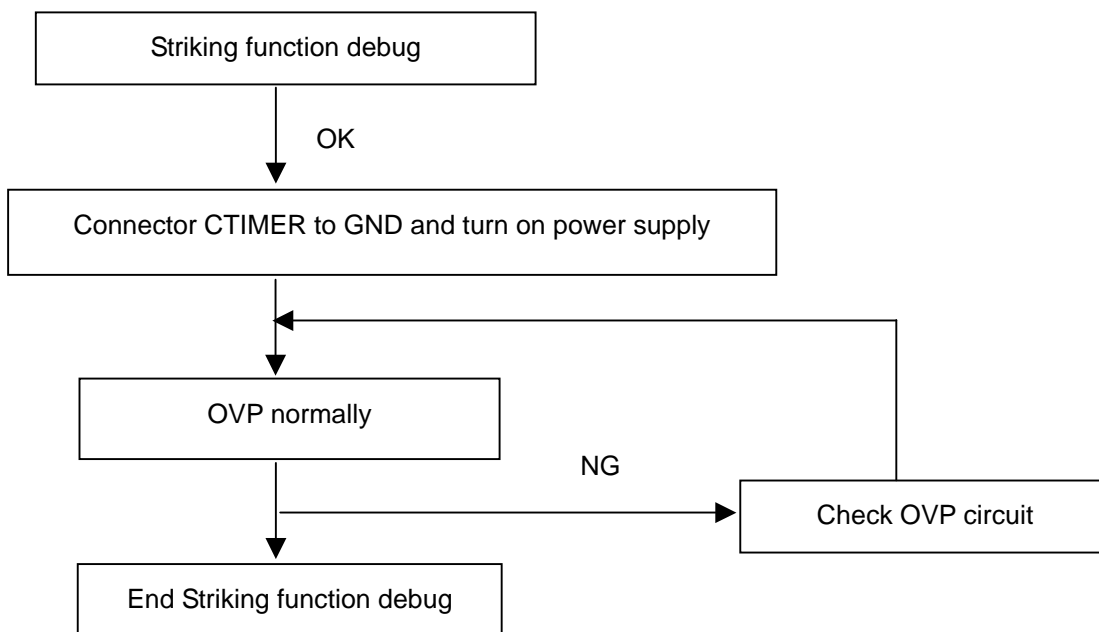 Striking function debug
OK
Connector CTIMER to GND and turn on power supply
OVP normally
NG
Check OVP circuit
End Striking function debug